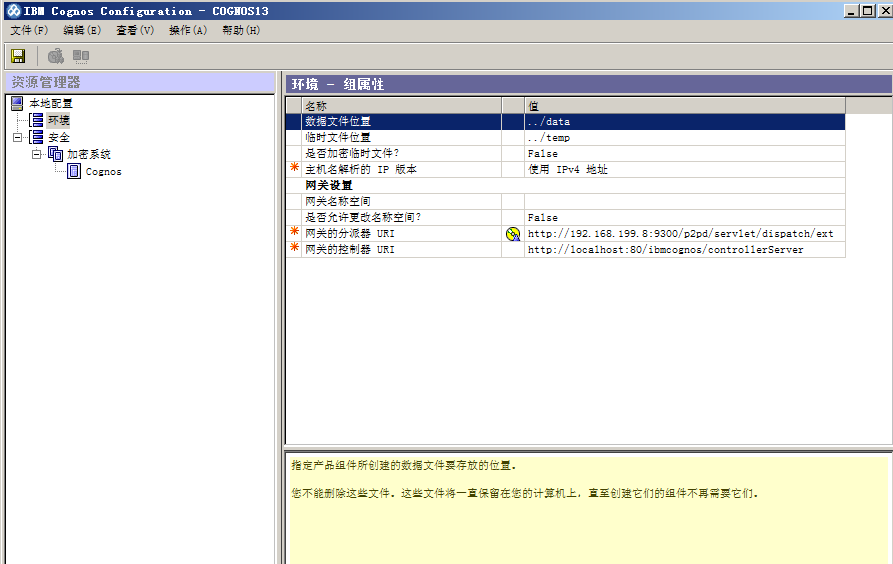 IBM Cognos Configuration - COGNOS13
文件(F) 编辑(E) 查看(V) 操作(A) 帮助(H)
资源管理器
本地配置
环境
安全
加密系统
Cognos
环境 - 组属性
名称 值
数据文件位置 ../data
临时文件位置 ../temp
是否加密临时文件? False
* 主机名解析的 IP 版本 使用 IPv4 地址
网关设置
网关名称空间
是否允许更改名称空间? False
* 网关的分派器 URI http://192.168.199.8:9300/p2pd/servlet/dispatch/ext
* 网关的控制器 URI http://localhost:80/ibmcognos/controllerServer
指定产品组件所创建的数据文件要存放的位置。
您不能删除这些文件。这些文件将一直保留在您的计算机上，直至创建它们的组件不再需要它们。